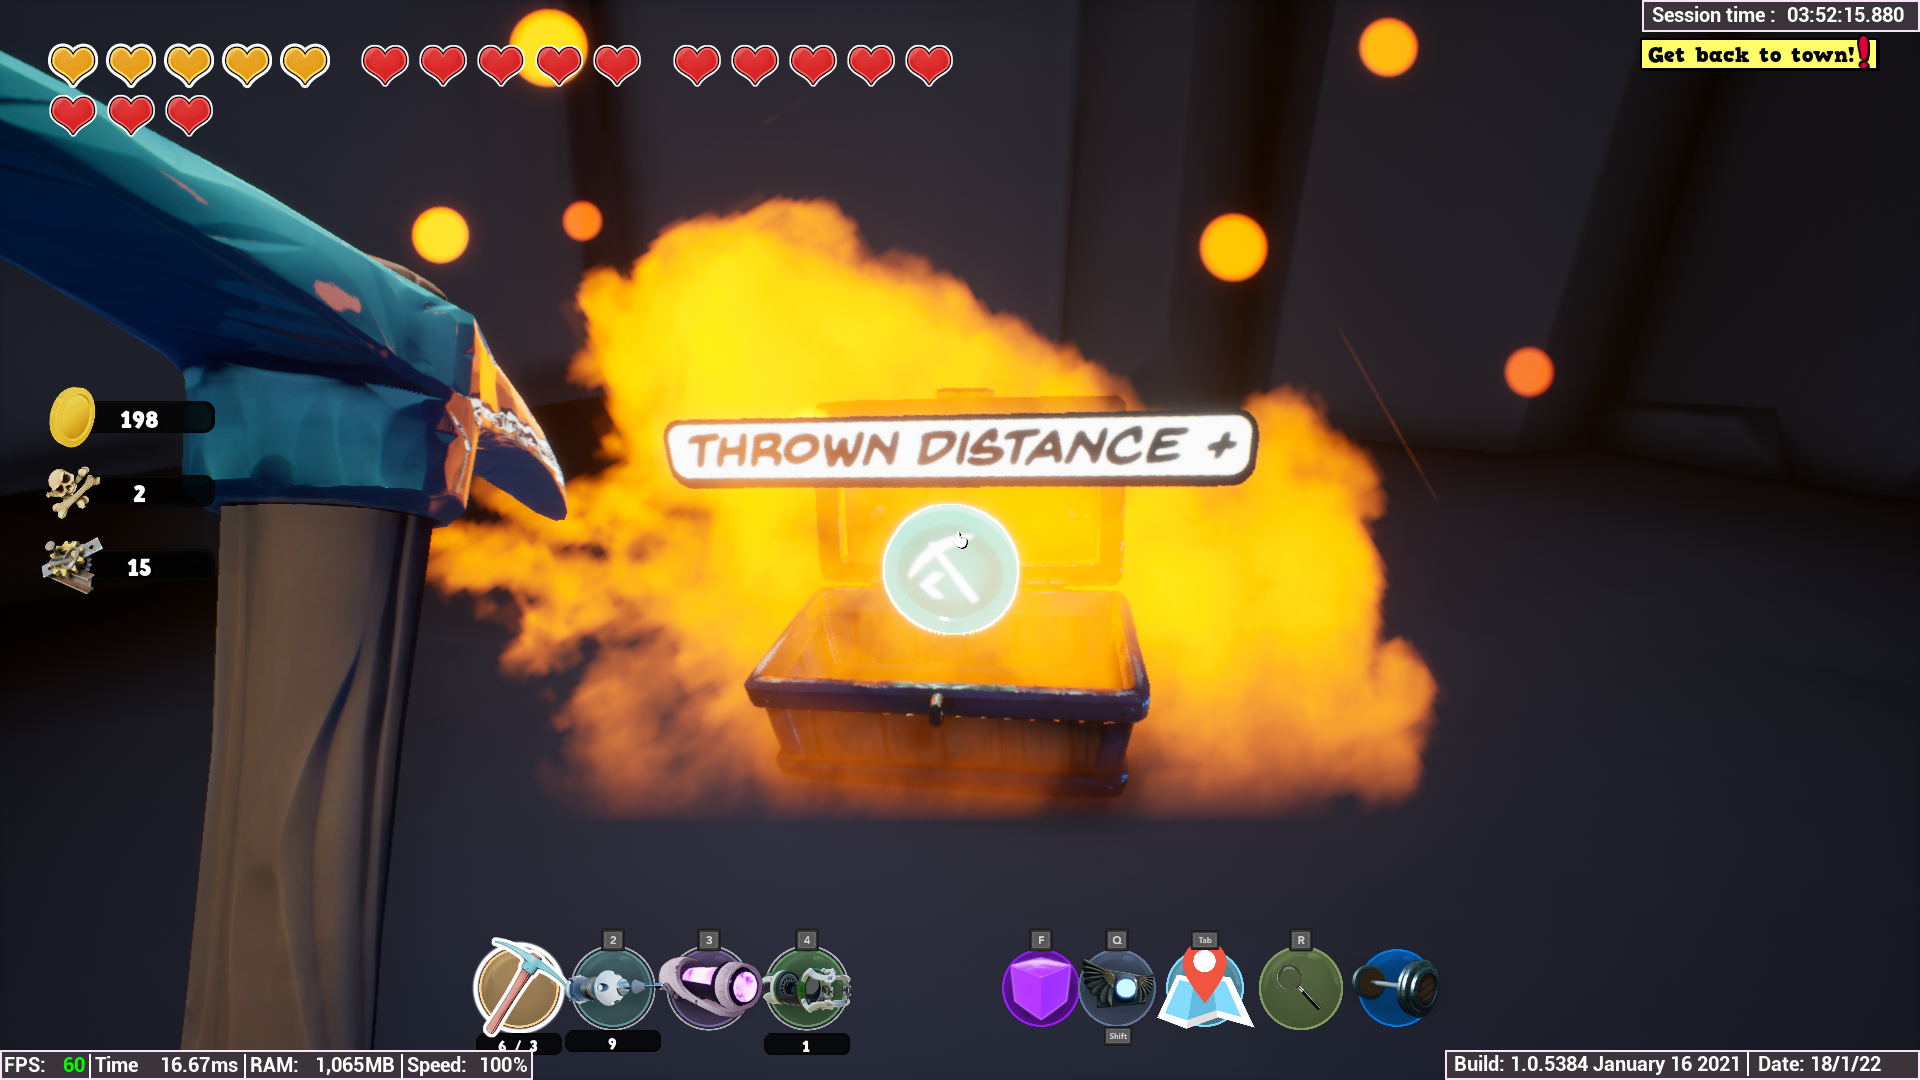 Session time : 03:52:15.880
Get back to town!
THROWN DISTANCE +
198
2
15
2
3
4
F
Q
Tab
R
6 / 3
9
1
Shift
FPS: 60 Time 16.67ms RAM: 1,065MB Speed: 100%
Build: 1.0.5384 January 16 2021 Date: 18/1/22